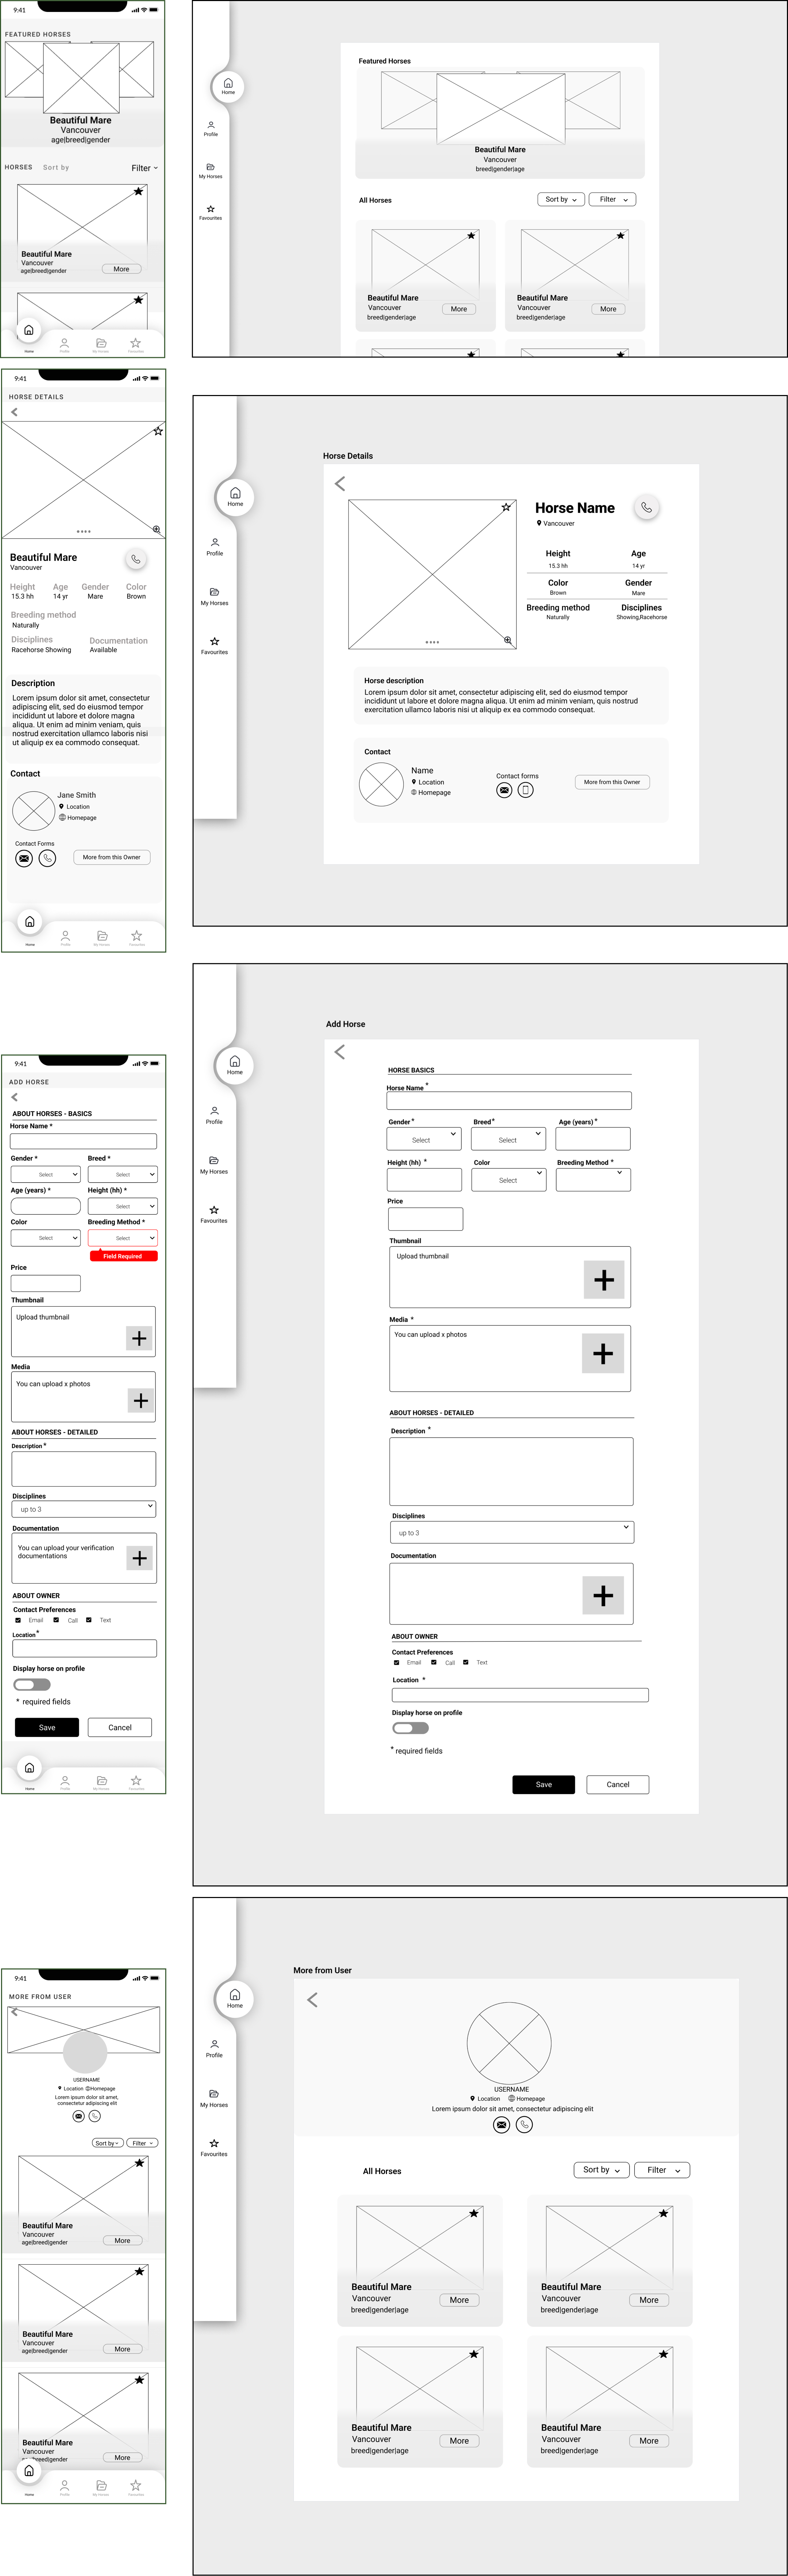 9:41
FEATURED HORSES
Beautiful Mare
Vancouver
age|breed|gender
HORSES Sort by Filter
Beautiful Mare
Vancouver
age|breed|gender
More
Home Profile My Horses Favourites
Home
Profile
My Horses
Favourites
Featured Horses
Beautiful Mare
Vancouver
breed|gender|age
All Horses Sort by Filter
Beautiful Mare
Vancouver
breed|gender|age
More
Beautiful Mare
Vancouver
breed|gender|age
More
9:41
HORSE DETAILS
Beautiful Mare
Vancouver
Height Age Gender Color
15.3 hh 14 yr Mare Brown
Breeding method
Naturally
Disciplines Documentation
Racehorse Showing Available
Description
Lorem ipsum dolor sit amet, consectetur
adipiscing elit, sed do eiusmod tempor
incididunt ut labore et dolore magna
aliqua. Ut enim ad minim veniam, quis
nostrud exercitation ullamco laboris nisi
ut aliquip ex ea commodo consequat.
Contact
Jane Smith
Location
Homepage
Contact Forms
More from this Owner
Home Profile My Horses Favourites
Home
Profile
My Horses
Favourites
Horse Details
Horse Name
Vancouver
Height Age
15.3 hh 14 yr
Color Gender
Brown Mare
Breeding method Disciplines
Naturally Showing,Racehorse
Horse description
Lorem ipsum dolor sit amet, consectetur adipiscing elit, sed do eiusmod tempor
incididunt ut labore et dolore magna aliqua. Ut enim ad minim veniam, quis nostrud
exercitation ullamco laboris nisi ut aliquip ex ea commodo consequat.
Contact
Name
Location
Homepage
Contact forms
More from this Owner
9:41
ADD HORSE
ABOUT HORSES - BASICS
Horse Name *
Gender * Breed *
Select Select
Age (years) * Height (hh) *
Select
Color Breeding Method *
Select Select
Field Required
Price
Thumbnail
Upload thumbnail
Media
You can upload x photos
ABOUT HORSES - DETAILED
Description *
Disciplines
up to 3
Documentation
You can upload your verification
documentations
ABOUT OWNER
Contact Preferences
Email Call Text
Location *
Display horse on profile
* required fields
Save Cancel
Home Profile My Horses Favourites
Home
Profile
My Horses
Favourites
Add Horse
HORSE BASICS
Horse Name *
Gender * Breed * Age (years) *
Select Select
Height (hh) * Color Breeding Method *
Select
Price
Thumbnail
Upload thumbnail
Media *
You can upload x photos
ABOUT HORSES - DETAILED
Description *
Disciplines
up to 3
Documentation
ABOUT OWNER
Contact Preferences
Email Call Text
Location *
Display horse on profile
* required fields
Save Cancel
9:41
MORE FROM USER
USERNAME
Location Homepage
Lorem ipsum dolor sit amet,
consectetur adipiscing elit
Sort by Filter
Beautiful Mare
Vancouver
age|breed|gender
More
Beautiful Mare
Vancouver
age|breed|gender
More
Beautiful Mare
Vancouver
age|breed|gender
More
Home Profile My Horses Favourites
Home
Profile
My Horses
Favourites
More from User
USERNAME
Location Homepage
Lorem ipsum dolor sit amet, consectetur adipiscing elit
All Horses Sort by Filter
Beautiful Mare
Vancouver
breed|gender|age
More
Beautiful Mare
Vancouver
breed|gender|age
More
Beautiful Mare
Vancouver
breed|gender|age
More
Beautiful Mare
Vancouver
breed|gender|age
More